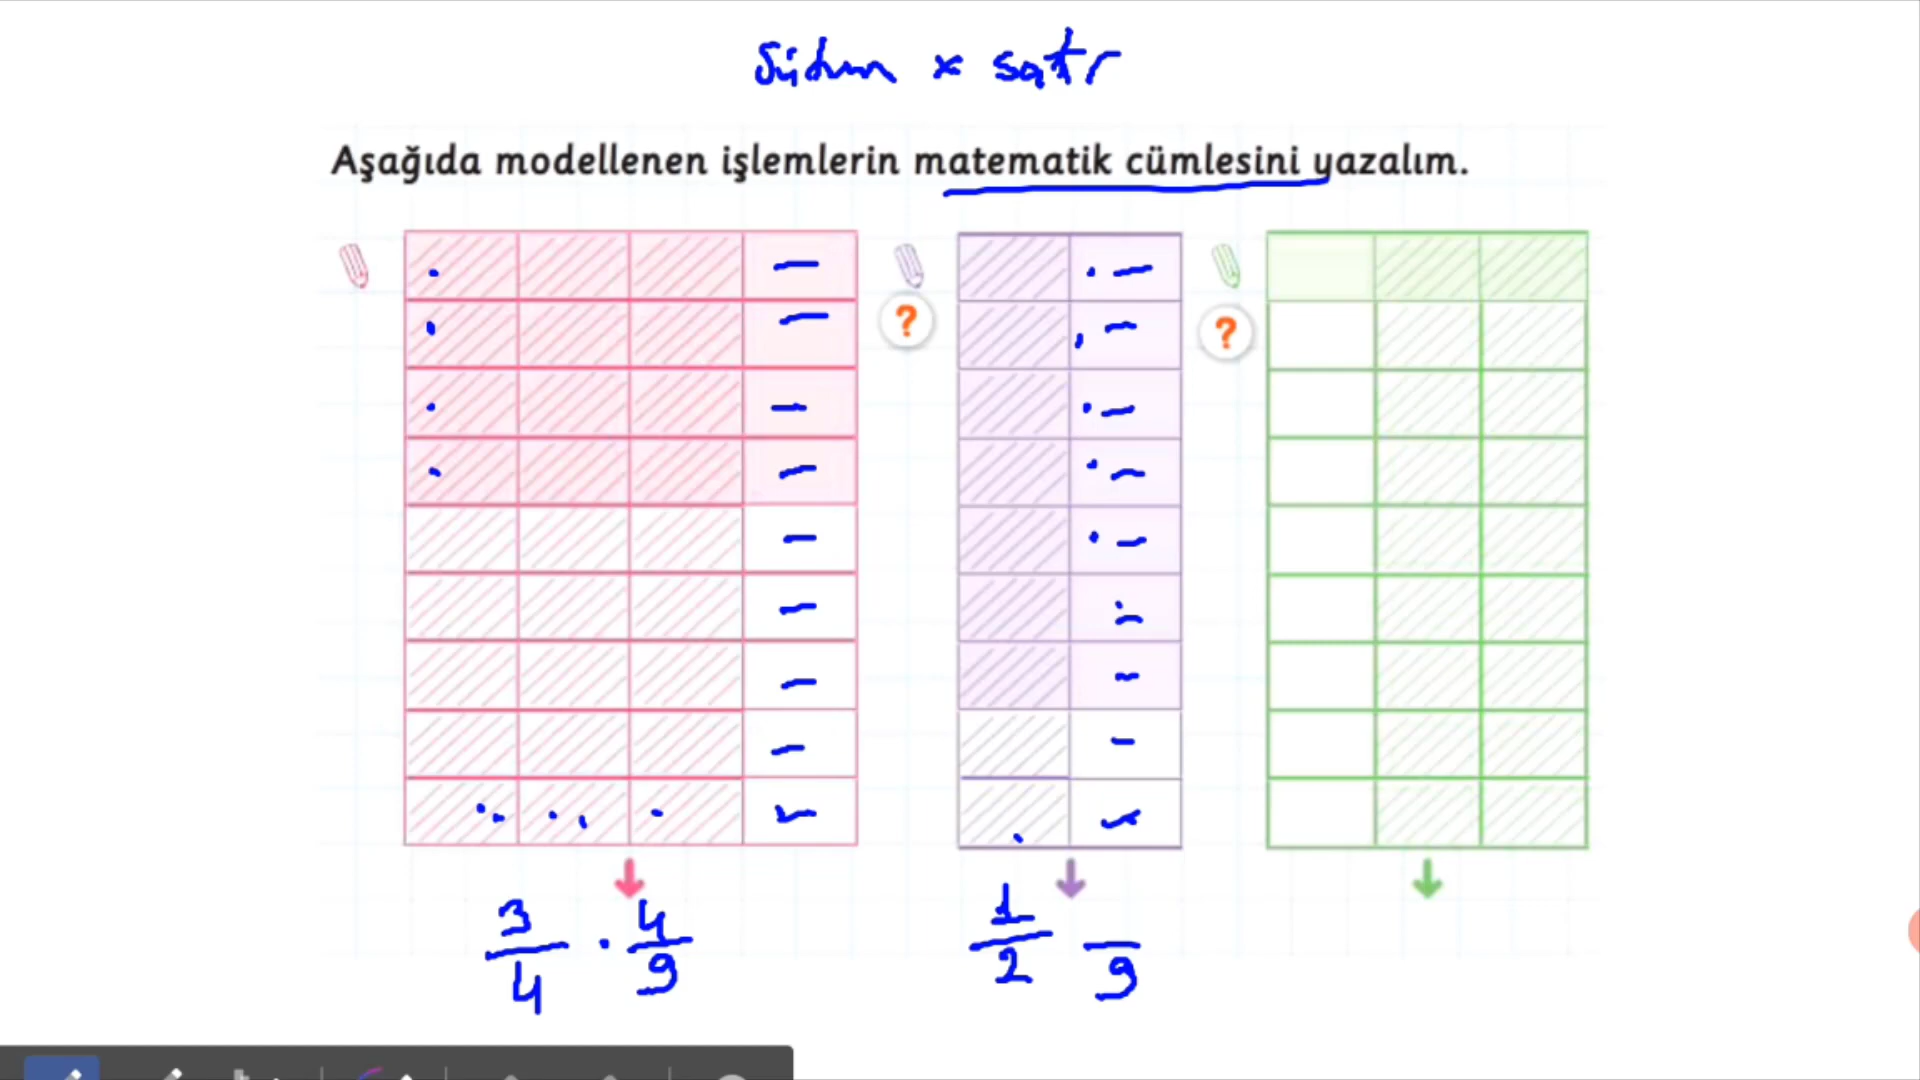 Sütun x satır
Aşağıda modellenen işlemlerin matematik cümlesini yazalım.
?
?
3/4 · 4/9
1/2 /9